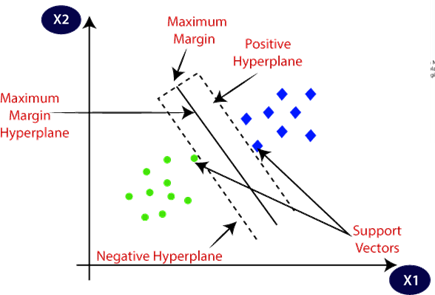 X2
Maximum
Margin
Positive
Hyperplane
Maximum
Margin
Hyperplane
Support
Vectors
Negative Hyperplane
X1